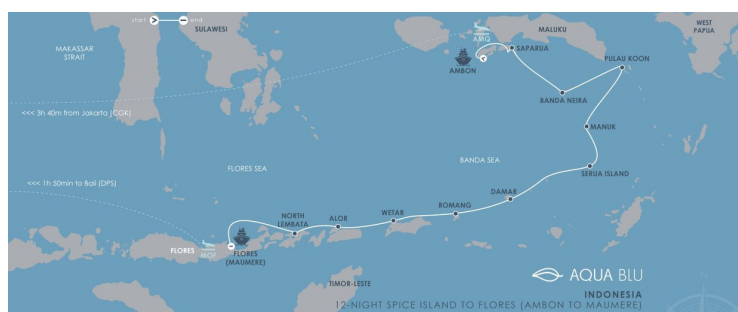 start
end
SULAWESI
MAKASSAR
STRAIT
AMQ
MALUKU
WEST
PAPUA
SAPARUA
AMBON
PULAU KOON
BANDA NEIRA
<<< 3h 40m from Jakarta (CGK)
MANUK
FLORES SEA
BANDA SEA
SERUA ISLAND
<<< 1h 50min to Bali (DPS)
DAMAR
ROMANG
WETAR
NORTH
LEMBATA
ALOR
FLORES
MOF
FLORES
(MAUMERE)
TIMOR-LESTE
AQUA BLU
INDONESIA
12-NIGHT SPICE ISLAND TO FLORES (AMBON TO MAUMERE)